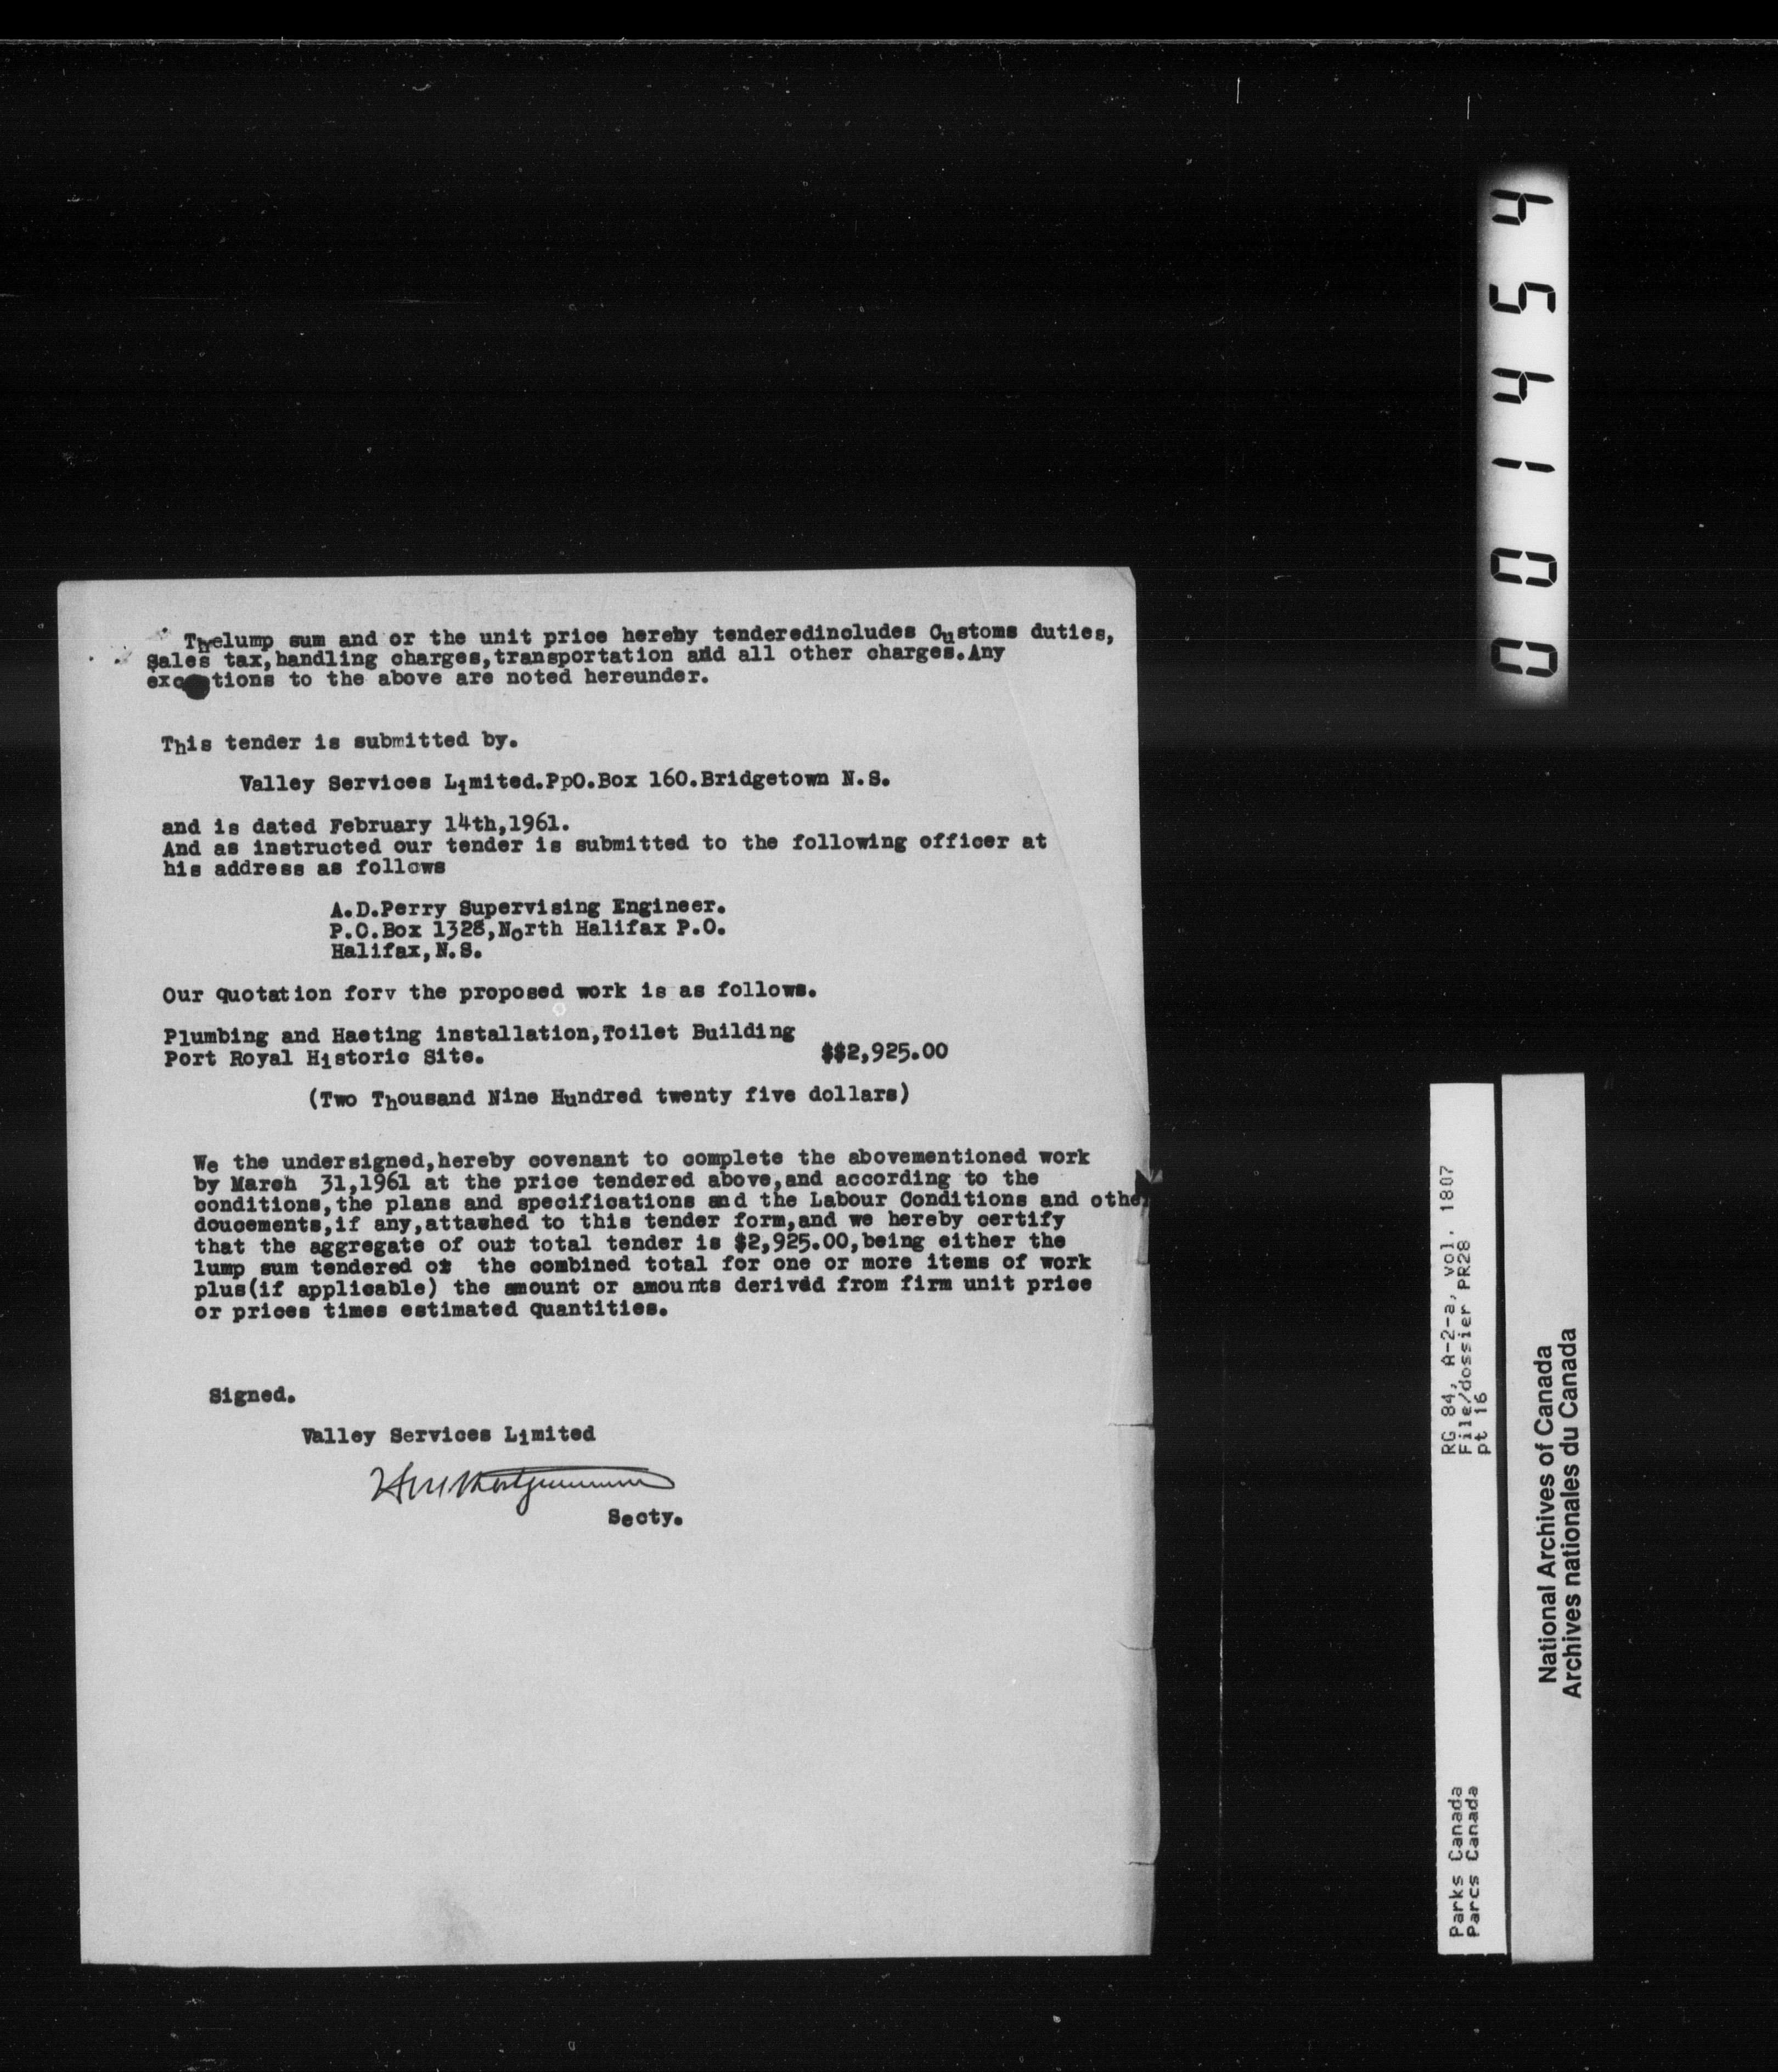 Thelump sum and or the unit price hereby tenderedincludes Customs duties,
Sales tax,handling charges,transportation and all other charges.Any
exc tions to the above are noted hereunder.
This tender is submitted by.
Valley Services Limited.PpO.Box 160.Bridgetown N.S.
and is dated February 14th,1961.
And as instructed our tender is submitted to the following officer at
his address as follows
A.D.Perry Supervising Engineer.
P.O.Box 1328,North Halifax P.O.
Halifax,N.S.
Our quotation forv the proposed work is as follows.
Plumbing and Haeting installation,Toilet Building
Port Royal Historic Site. $$2,925.00
(Two Thousand Nine Hundred twenty five dollars)
We the undersigned,hereby covenant to complete the abovementioned work
by March 31,1961 at the price tendered above,and according to the
conditions,the plans and specifications and the Labour Conditions and other
doucements,if any,attawhed to this tender form,and we hereby certify
that the aggregate of our total tender is $2,925.00,being either the
lump sum tendered or the combined total for one or more items of work
plus(if applicable) the amount or amounts derived from firm unit price
or prices times estimated quantities.
Signed.
Valley Services Limited
Secty.
001454
RG 84, A-2-a, vol. 1807
File/dossier PR28
pt 16
Parks Canada
Parcs Canada
National Archives of Canada
Archives nationales du Canada